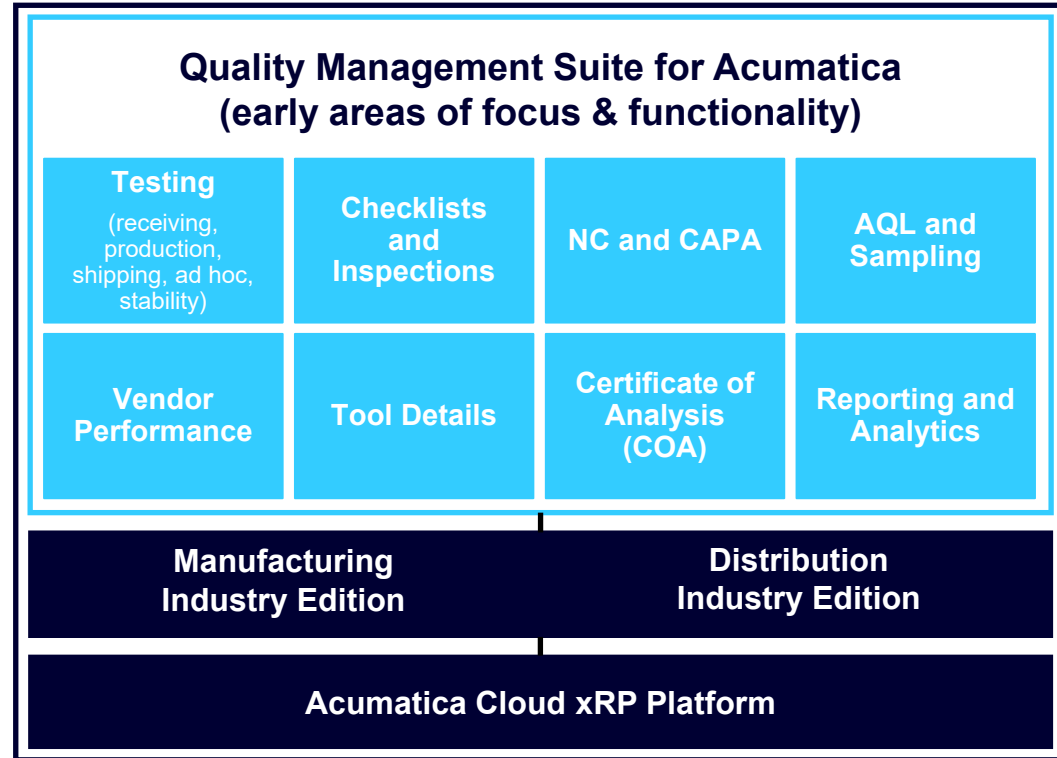 Quality Management Suite for Acumatica
(early areas of focus & functionality)
Testing
(receiving,
production,
shipping, ad hoc,
stability)
Checklists
and
Inspections
NC and CAPA
AQL and
Sampling
Vendor
Performance
Tool Details
Certificate of
Analysis
(COA)
Reporting and
Analytics
Manufacturing
Industry Edition
Distribution
Industry Edition
Acumatica Cloud xRP Platform